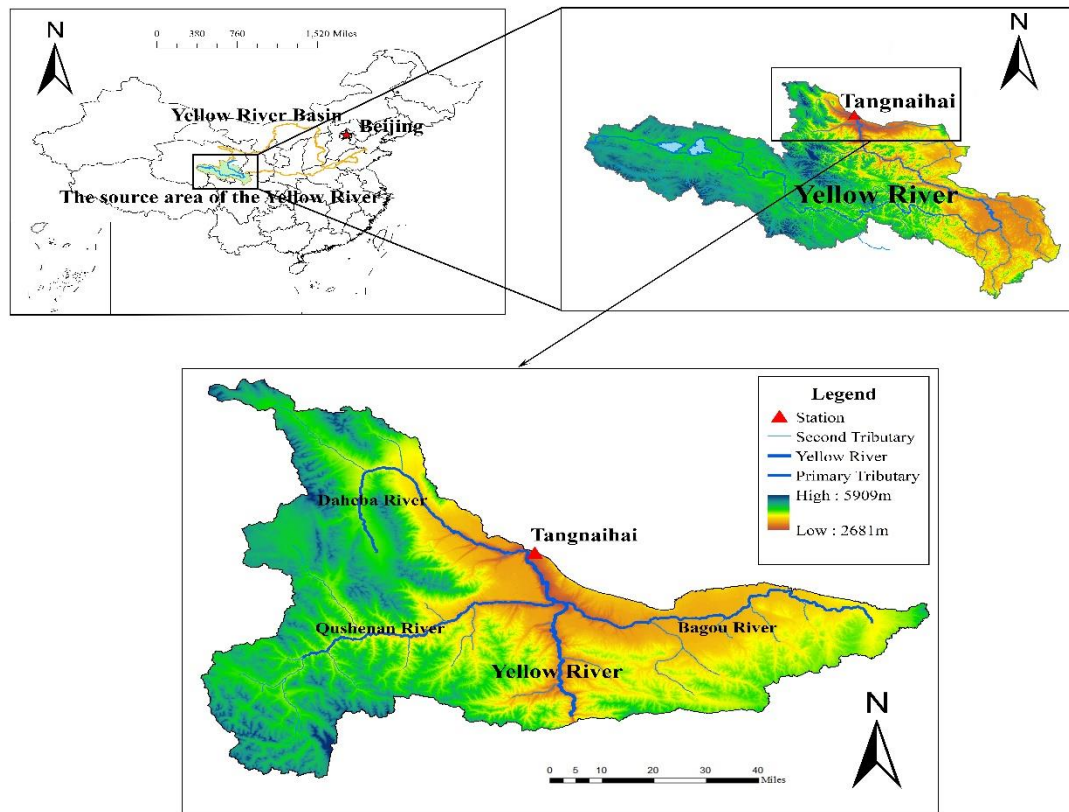 N
0 380 760 1,520 Miles
Yellow River Basin
Beijing
The source area of the Yellow River
N
Tangnaihai
Yellow River
Legend
Station
Second Tributary
Yellow River
Primary Tributary
High : 5909m
Low : 2681m
Daheba River
Tangnaihai
Qushenan River
Bagou River
Yellow River
N
0 5 10 20 30 40
Miles